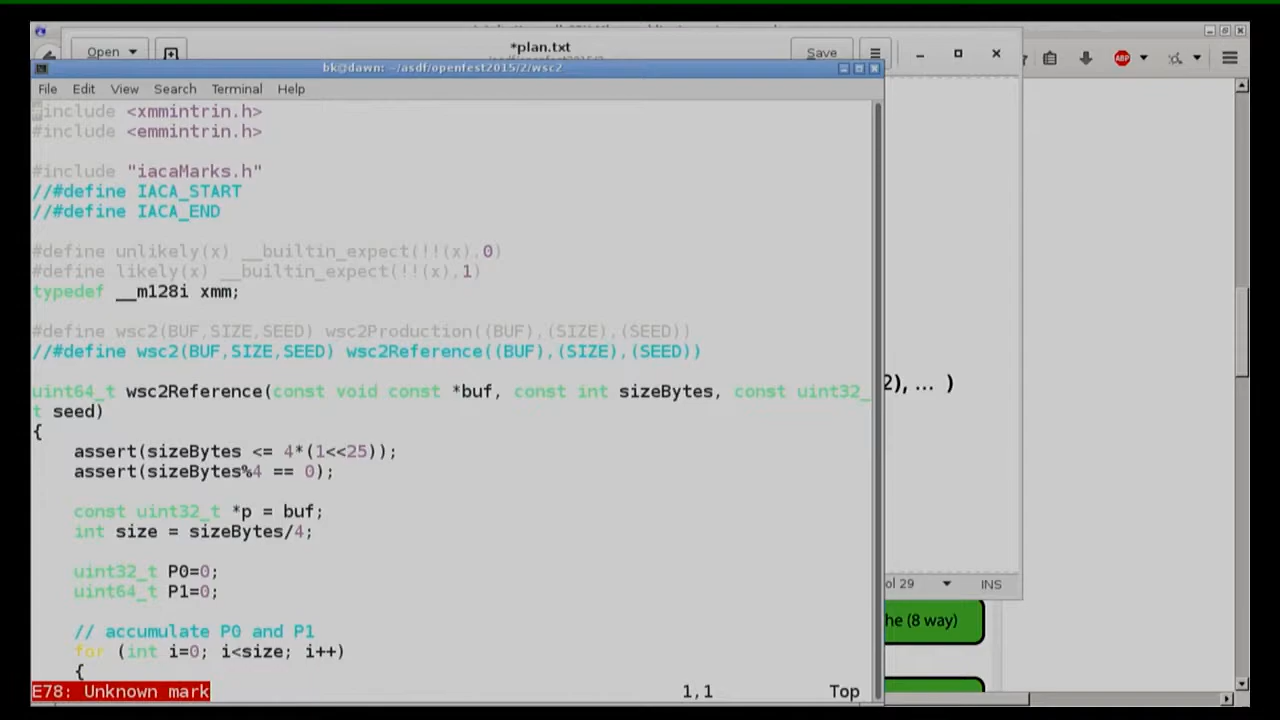 Open
*plan.txt
Save
bk@dawn: ~/asdf/openfest2015/2/wsc2
File Edit View Search Terminal Help
#include <xmmintrin.h>
#include <emmintrin.h>
#include "iacaMarks.h"
//#define IACA_START
//#define IACA_END
#define unlikely(x) __builtin_expect(!!(x),0)
#define likely(x) __builtin_expect(!!(x),1)
typedef __m128i xmm;
#define wsc2(BUF,SIZE,SEED) wsc2Production((BUF),(SIZE),(SEED))
//#define wsc2(BUF,SIZE,SEED) wsc2Reference((BUF),(SIZE),(SEED))
uint64_t wsc2Reference(const void const *buf, const int sizeBytes, const uint32_
t seed)
{
assert(sizeBytes <= 4*(1<<25));
assert(sizeBytes%4 == 0);
const uint32_t *p = buf;
int size = sizeBytes/4;
uint32_t P0=0;
uint64_t P1=0;
// accumulate P0 and P1
for (int i=0; i<size; i++)
{
E78: Unknown mark 1,1 Top
2), ... )
ol 29 INS
he (8 way)
ABP